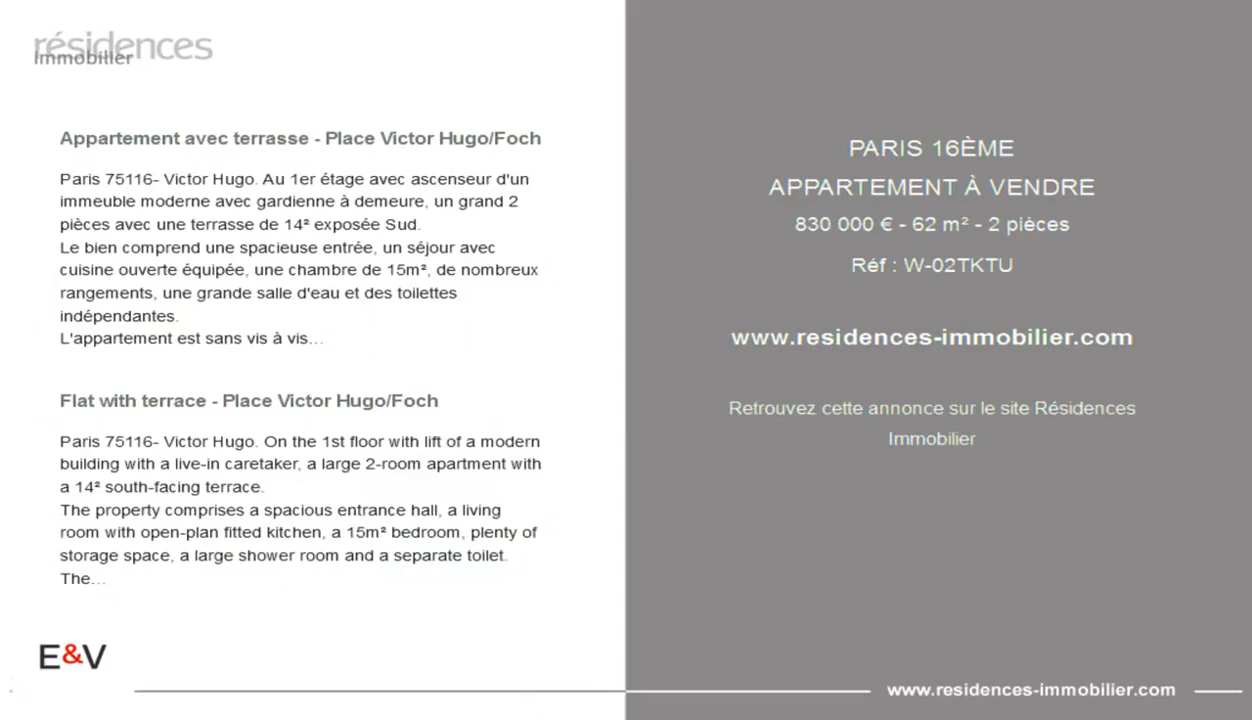 résidences
Immobilier
Appartement avec terrasse - Place Victor Hugo/Foch
Paris 75116- Victor Hugo. Au 1er étage avec ascenseur d'un
immeuble moderne avec gardienne à demeure, un grand 2
pièces avec une terrasse de 14² exposée Sud.
Le bien comprend une spacieuse entrée, un séjour avec
cuisine ouverte équipée, une chambre de 15m², de nombreux
rangements, une grande salle d'eau et des toilettes
indépendantes.
L'appartement est sans vis à vis...
Flat with terrace - Place Victor Hugo/Foch
Paris 75116- Victor Hugo. On the 1st floor with lift of a modern
building with a live-in caretaker, a large 2-room apartment with
a 14² south-facing terrace.
The property comprises a spacious entrance hall, a living
room with open-plan fitted kitchen, a 15m² bedroom, plenty of
storage space, a large shower room and a separate toilet.
The...
E&V
PARIS 16ÈME
APPARTEMENT À VENDRE
830 000 € - 62 m² - 2 pièces
Réf : W-02TKTU
www.residences-immobilier.com
Retrouvez cette annonce sur le site Résidences
Immobilier
www.residences-immobilier.com